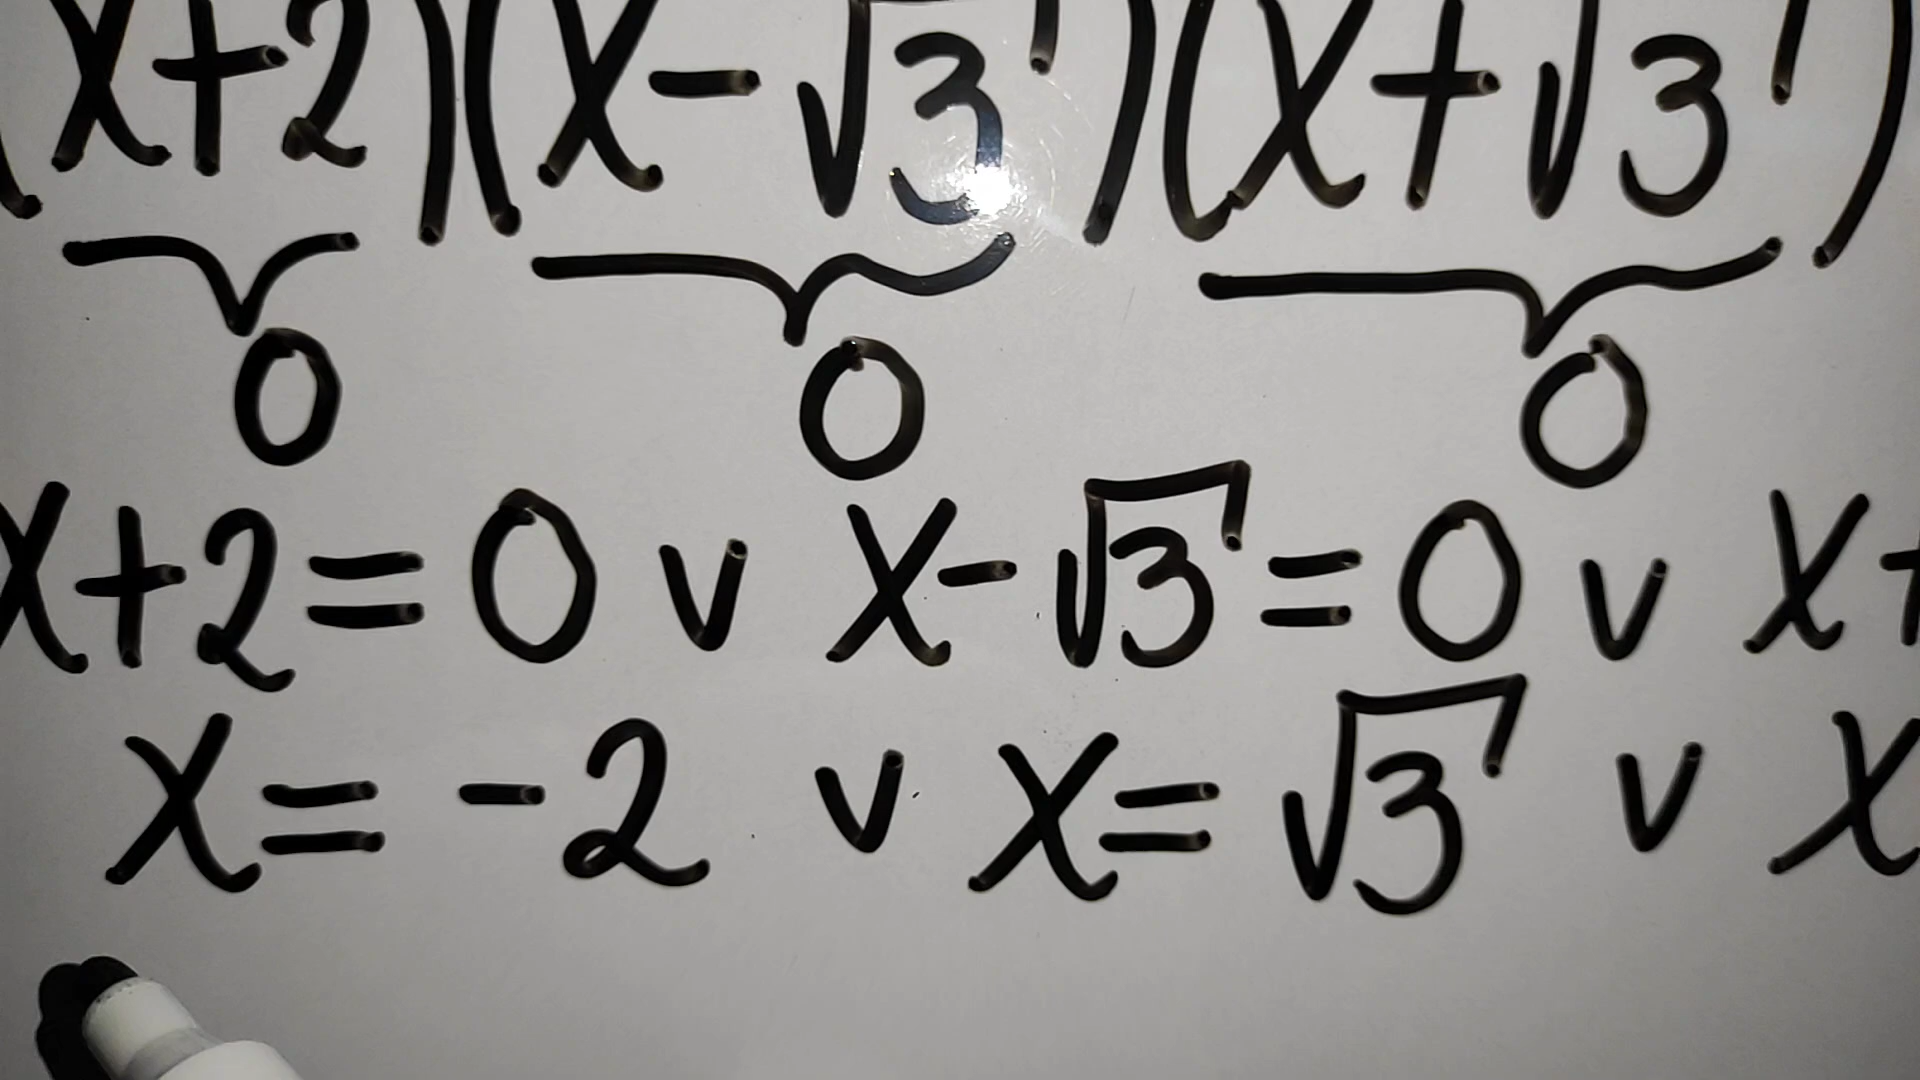 (x+2)(x-√3)(x+√3)
0 0 0
x+2=0 v x-√3=0 v x+
x=-2 v x=√3 v x